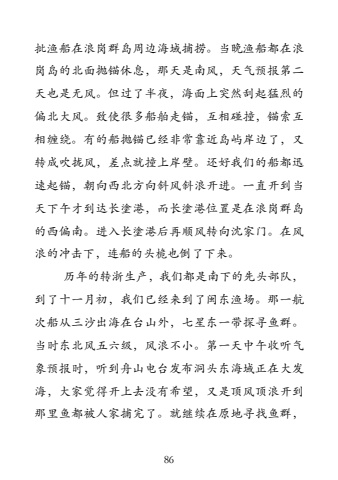 批渔船在浪岗群岛周边海域捕捞。当晚渔船都在浪
岗岛的北面抛锚休息，那天是南风，天气预报第二
天也是无风。但过了半夜，海面上突然刮起猛烈的
偏北大风。致使很多船舶走锚，互相碰撞，锚索互
相缠绕。有的船抛锚已经非常靠近岛屿岸边了，又
转成吹拢风，差点就撞上岸壁。还好我们的船都迅
速起锚，朝向西北方向斜风斜浪开进。一直开到当
天下午才到达长塗港，而长塗港位置是在浪岗群岛
的西偏南。进入长塗港后再顺风转向沈家门。在风
浪的冲击下，连船的头桅也倒了下来。
历年的转浙生产，我们都是南下的先头部队，
到了十一月初，我们已经来到了闽东渔场。那一航
次船从三沙出海在台山外，七星东一带探寻鱼群。
当时东北风五六级，风浪不小。第一天中午收听气
象预报时，听到舟山电台发布洞头东海域正在大发
海，大家觉得开上去没有希望，又是顶风顶浪开到
那里鱼都被人家捕完了。就继续在原地寻找鱼群，
86